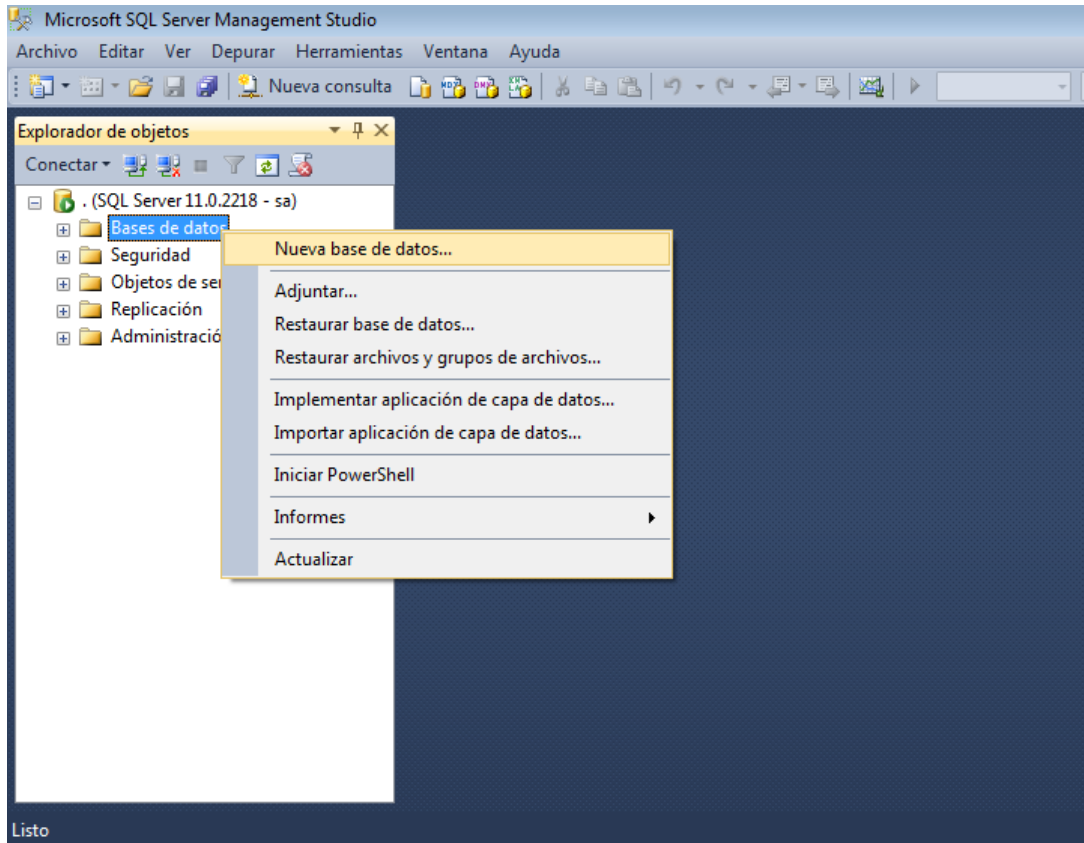 Microsoft SQL Server Management Studio
Archivo Editar Ver Depurar Herramientas Ventana Ayuda
Nueva consulta
Explorador de objetos
Conectar
. (SQL Server 11.0.2218 - sa)
Bases de datos
Nueva base de datos...
Seguridad
Objetos de se
Adjuntar...
Replicación
Restaurar base de datos...
Administració
Restaurar archivos y grupos de archivos...
Implementar aplicación de capa de datos...
Importar aplicación de capa de datos...
Iniciar PowerShell
Informes
Actualizar
Listo